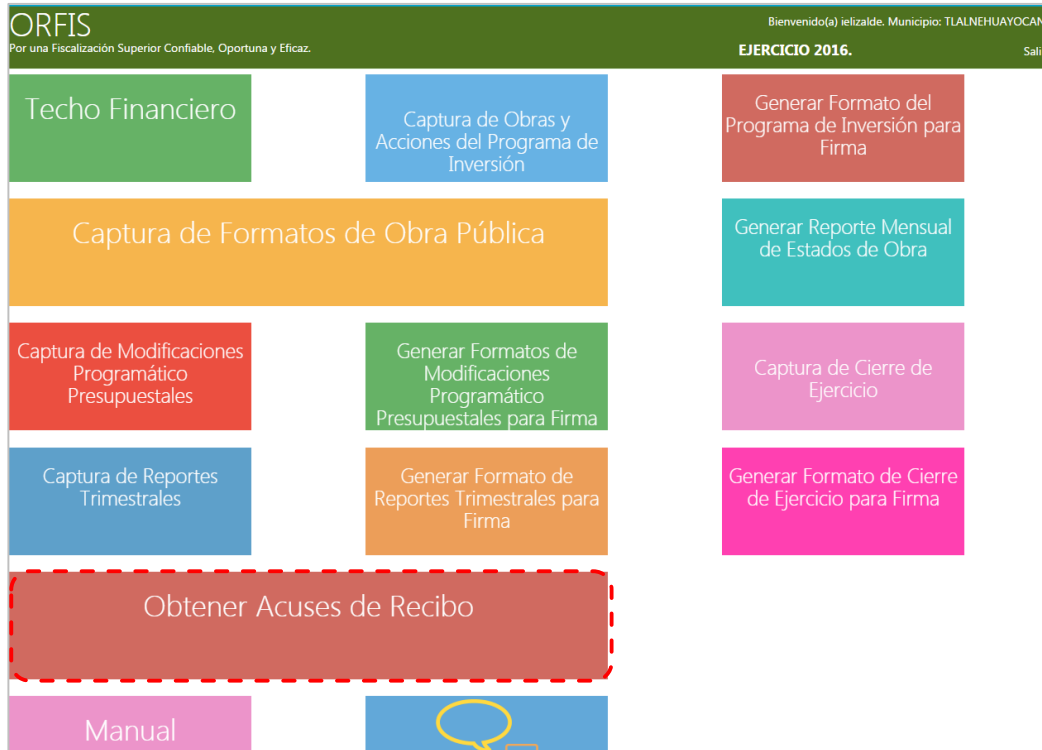 ORFIS
Por una Fiscalización Superior Confiable, Oportuna y Eficaz.
Bienvenido(a) ielizalde. Municipio: TLALNEHUAYOCAN
EJERCICIO 2016.
Sali
Techo Financiero
Captura de Obras y
Acciones del Programa de
Inversión
Generar Formato del
Programa de Inversión para
Firma
Captura de Formatos de Obra Pública
Generar Reporte Mensual
de Estados de Obra
Captura de Modificaciones
Programático
Presupuestales
Generar Formatos de
Modificaciones
Programático
Presupuestales para Firma
Captura de Cierre de
Ejercicio
Captura de Reportes
Trimestrales
Generar Formato de
Reportes Trimestrales para
Firma
Generar Formato de Cierre
de Ejercicio para Firma
Obtener Acuses de Recibo
Manual